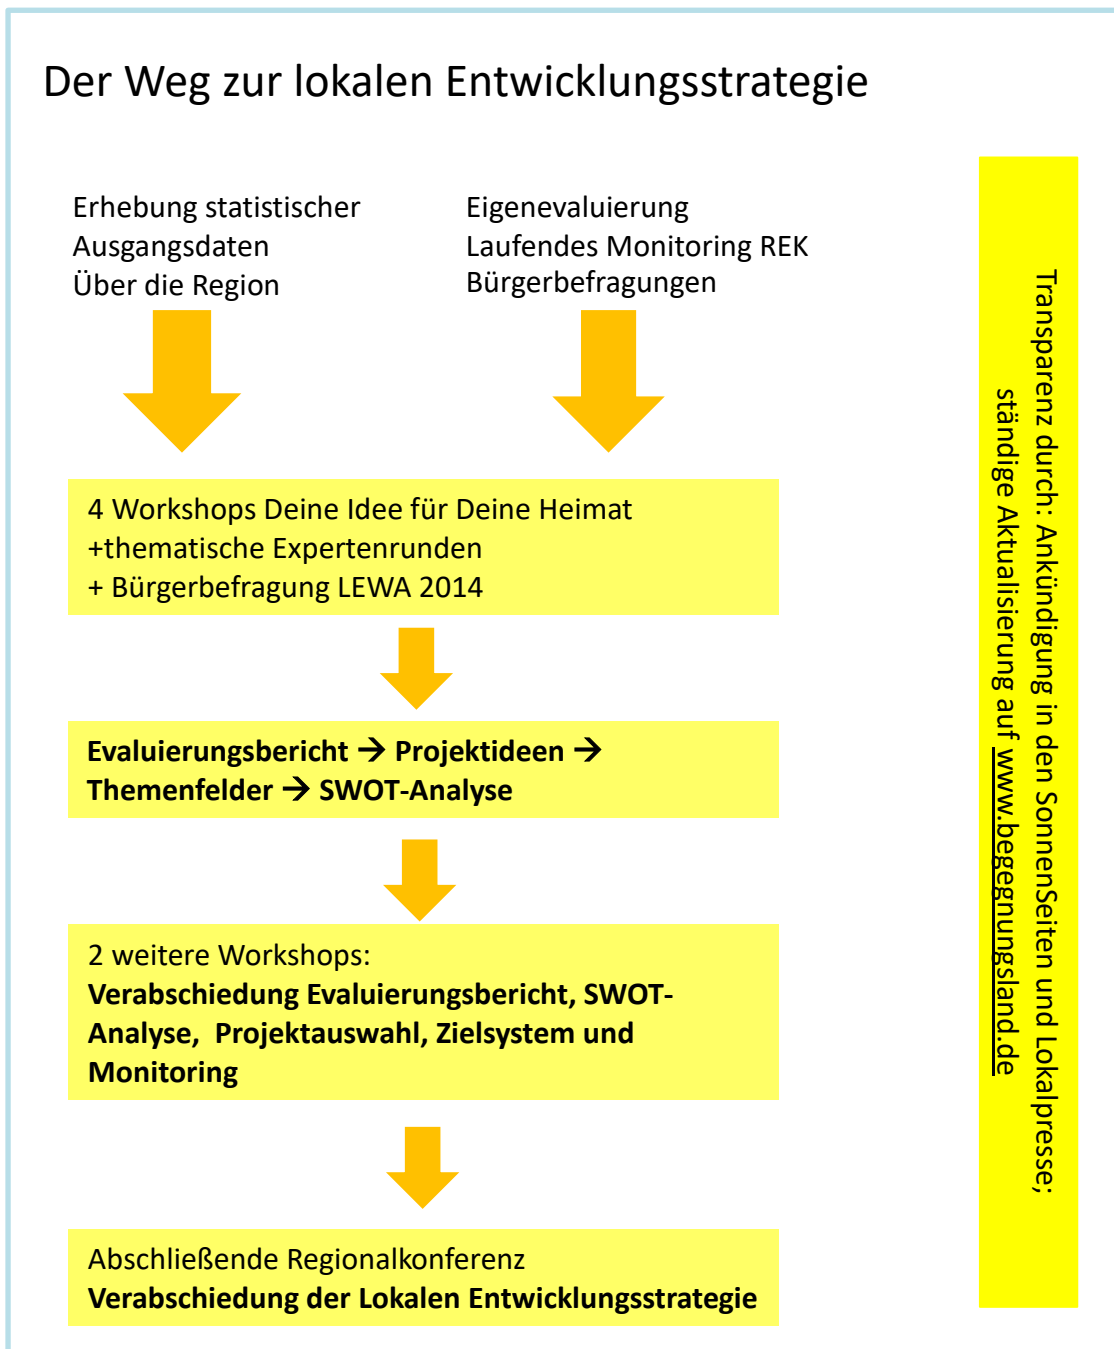 Der Weg zur lokalen Entwicklungsstrategie
Erhebung statistischer
Ausgangsdaten
Über die Region
Eigenevaluierung
Laufendes Monitoring REK
Bürgerbefragungen
4 Workshops Deine Idee für Deine Heimat
+thematische Expertenrunden
+ Bürgerbefragung LEWA 2014
Evaluierungsbericht → Projektideen →
Themenfelder → SWOT-Analyse
2 weitere Workshops:
Verabschiedung Evaluierungsbericht, SWOT-
Analyse, Projektauswahl, Zielsystem und
Monitoring
Abschließende Regionalkonferenz
Verabschiedung der Lokalen Entwicklungsstrategie
Transparenz durch: Ankündigung in den SonnenSeiten und Lokalpresse;
ständige Aktualisierung auf www.begegnungsland.de